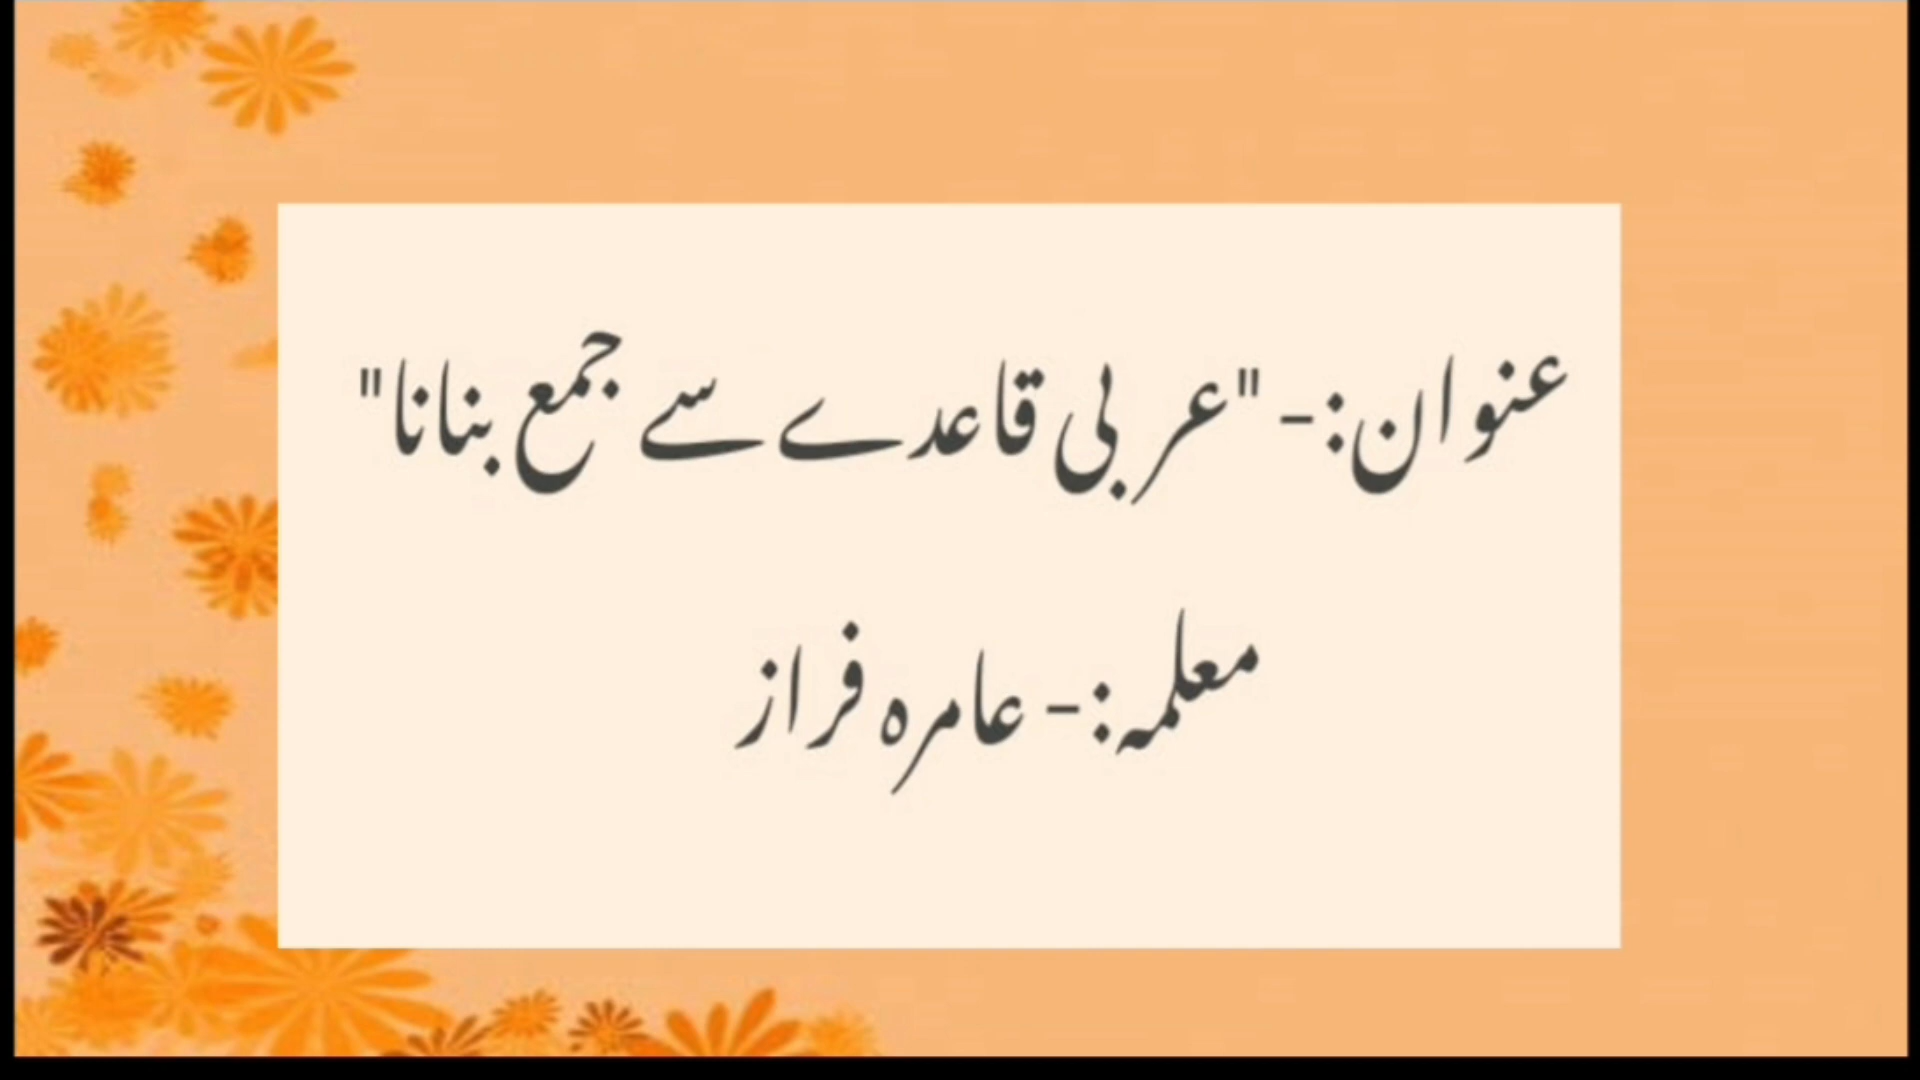 عنوان:- "عربی قاعدے سے جمع بنانا"
معلمہ:- عامرہ فراز